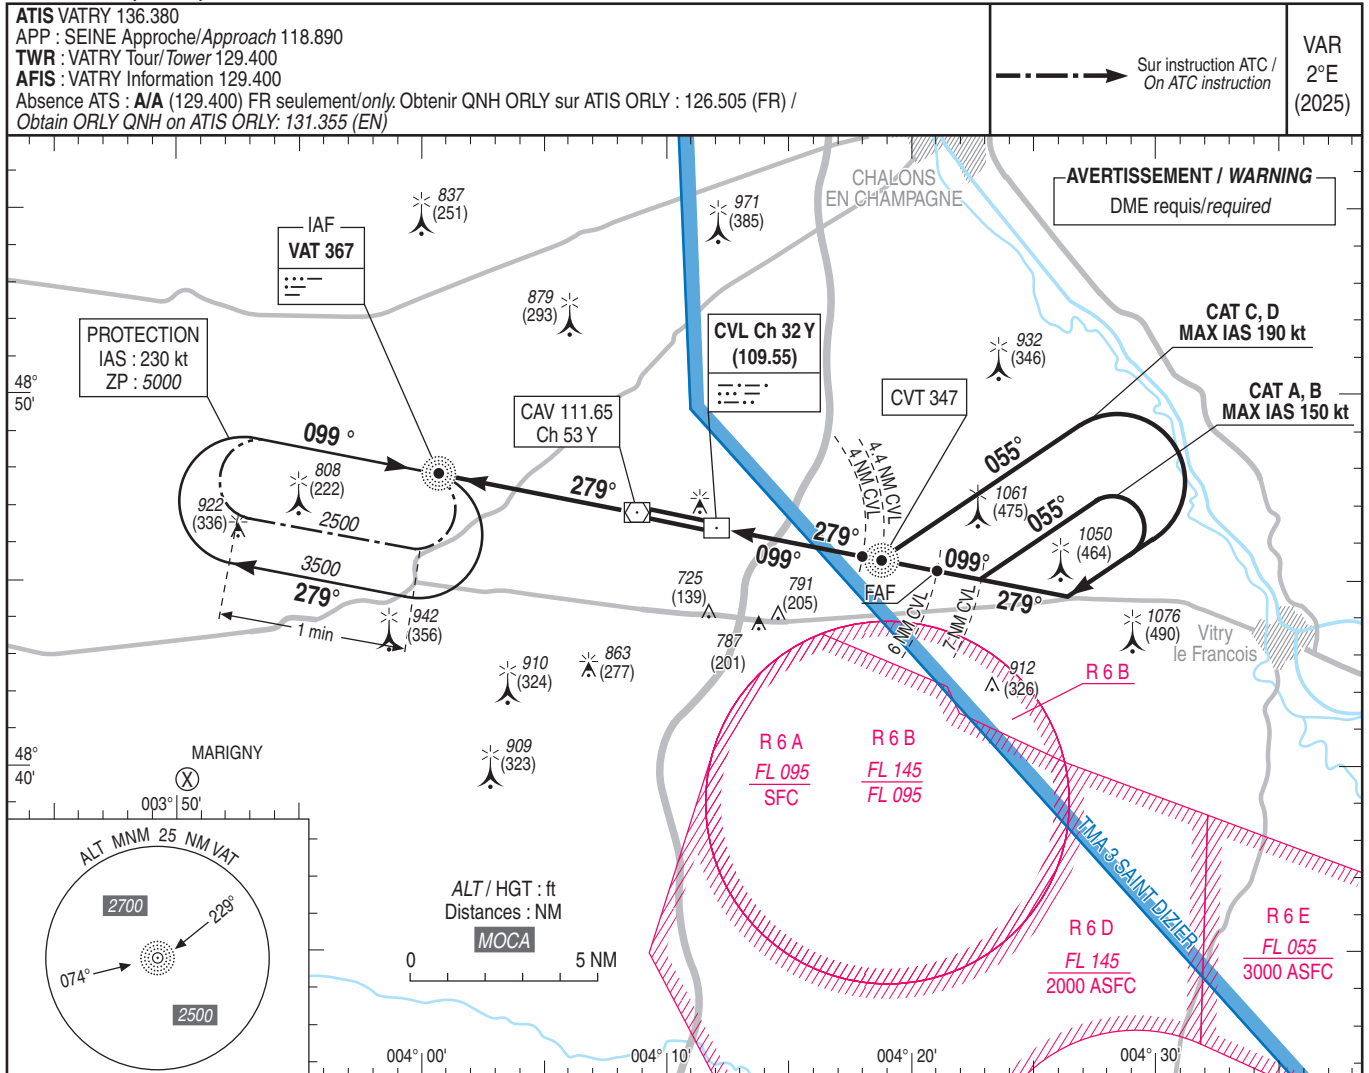 ATIS VATRY 136.380
APP : SEINE Approche/Approach 118.890
TWR : VATRY Tour/Tower 129.400
AFIS : VATRY Information 129.400
Absence ATS : A/A (129.400) FR seulement/only. Obtenir QNH ORLY sur ATIS ORLY : 126.505 (FR) /
Obtain ORLY QNH on ATIS ORLY: 131.355 (EN)
Sur instruction ATC /
On ATC instruction
VAR
2°E
(2025)
AVERTISSEMENT / WARNING
DME requis/required
CHALONS
EN CHAMPAGNE
837
(251)
971
(385)
IAF
VAT 367
879
(293)
PROTECTION
IAS : 230 kt
ZP : 5000
CVL Ch 32 Y
(109.55)
932
(346)
CAT C, D
MAX IAS 190 kt
CAT A, B
MAX IAS 150 kt
48°
50'
CAV 111.65
Ch 53 Y
CVT 347
099°
808
(222)
922
(336)
2500
3500
279°
1 min
279°
4 NM CVL
4.4 NM CVL
279°
099°
055°
1061
(475)
055°
1050
(464)
099°
FAF
279°
6 NM CVL
7 NM CVL
942
(356)
725
(139)
791
(205)
787
(201)
1076
(490)
Vitry
le Francois
910
(324)
863
(277)
912
(326)
R 6 B
909
(323)
R 6 A
FL 095
SFC
R 6 B
FL 145
FL 095
48°
40'
MARIGNY
X
003° 50'
ALT MNM 25 NM VAT
2700
229°
074°
2500
ALT / HGT : ft
Distances : NM
MOCA
0
5 NM
TMA 3 SAINT DIZIER
R 6 D
FL 145
2000 ASFC
R 6 E
FL 055
3000 ASFC
004° 00'
004° 10'
004° 20'
004° 30'